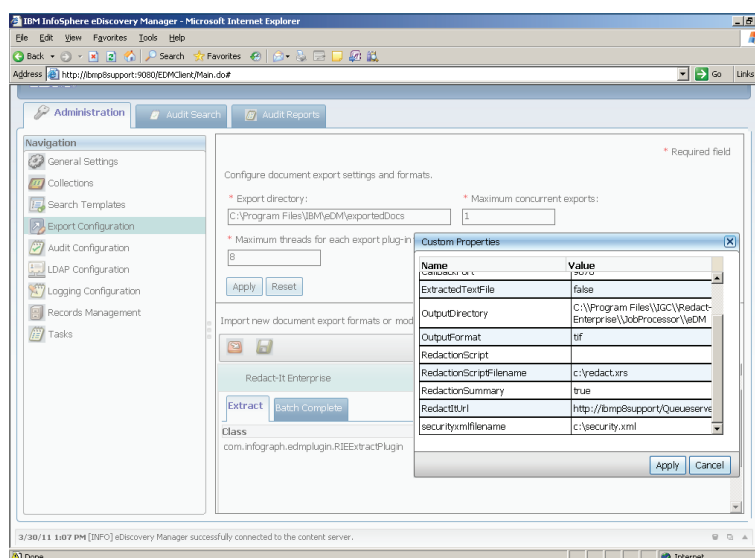 IBM InfoSphere eDiscovery Manager - Microsoft Internet Explorer
File Edit View Favorites Tools Help
Back Search Favorites
Address http://ibmp8support:9080/EDMClient/Main.do# Go Links
Administration Audit Search Audit Reports
Navigation
General Settings
Collections
Search Templates
Export Configuration
Audit Configuration
LDAP Configuration
Logging Configuration
Records Management
Tasks
* Required field
Configure document export settings and formats.
* Export directory: * Maximum concurrent exports:
C:\Program Files\IBM\eDM\exportedDocs 1
* Maximum threads for each export plug-in
8
Apply Reset
Import new document export formats or mod
Redact-It Enterprise
Extract Batch Complete
Class
com.infograph.edmplugin.RIEExtractPlugin
Custom Properties
Name Value
CallbackPort 9070
ExtractedTextFile false
OutputDirectory C:\\Program Files\\IGC\\Redact-
Enterprise\\JobProcessor\\eDM
OutputFormat tif
RedactionScript
RedactionScriptFilename c:\redact.xrs
RedactionSummary true
RedactItUrl http://ibmp8support/Queueserve
securityxmlfilename c:\security.xml
Apply Cancel
3/30/11 1:07 PM [INFO] eDiscovery Manager successfully connected to the content server.
Done Internet